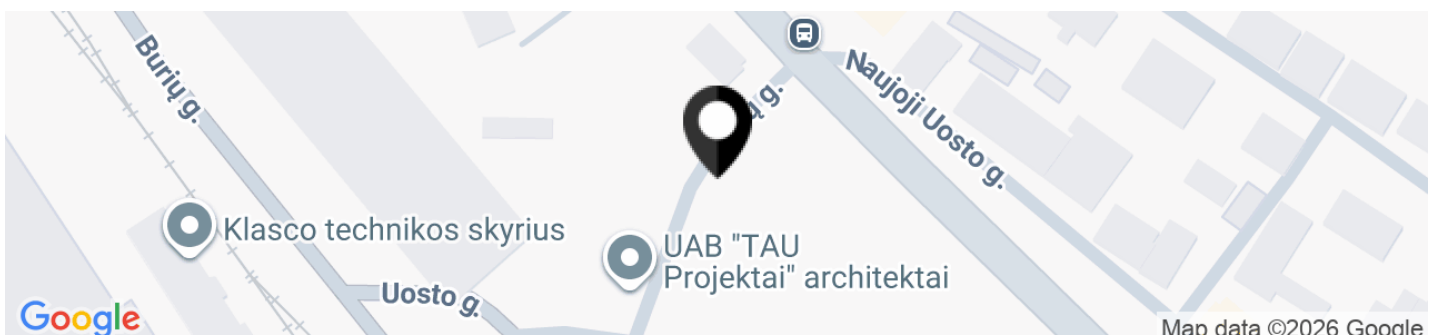 Burių g.
Naujoji Uosto g.
ų g.
Klasco technikos skyrius
UAB "TAU
Projektai" architektai
Uosto g.
Google
Map data ©2026 Google